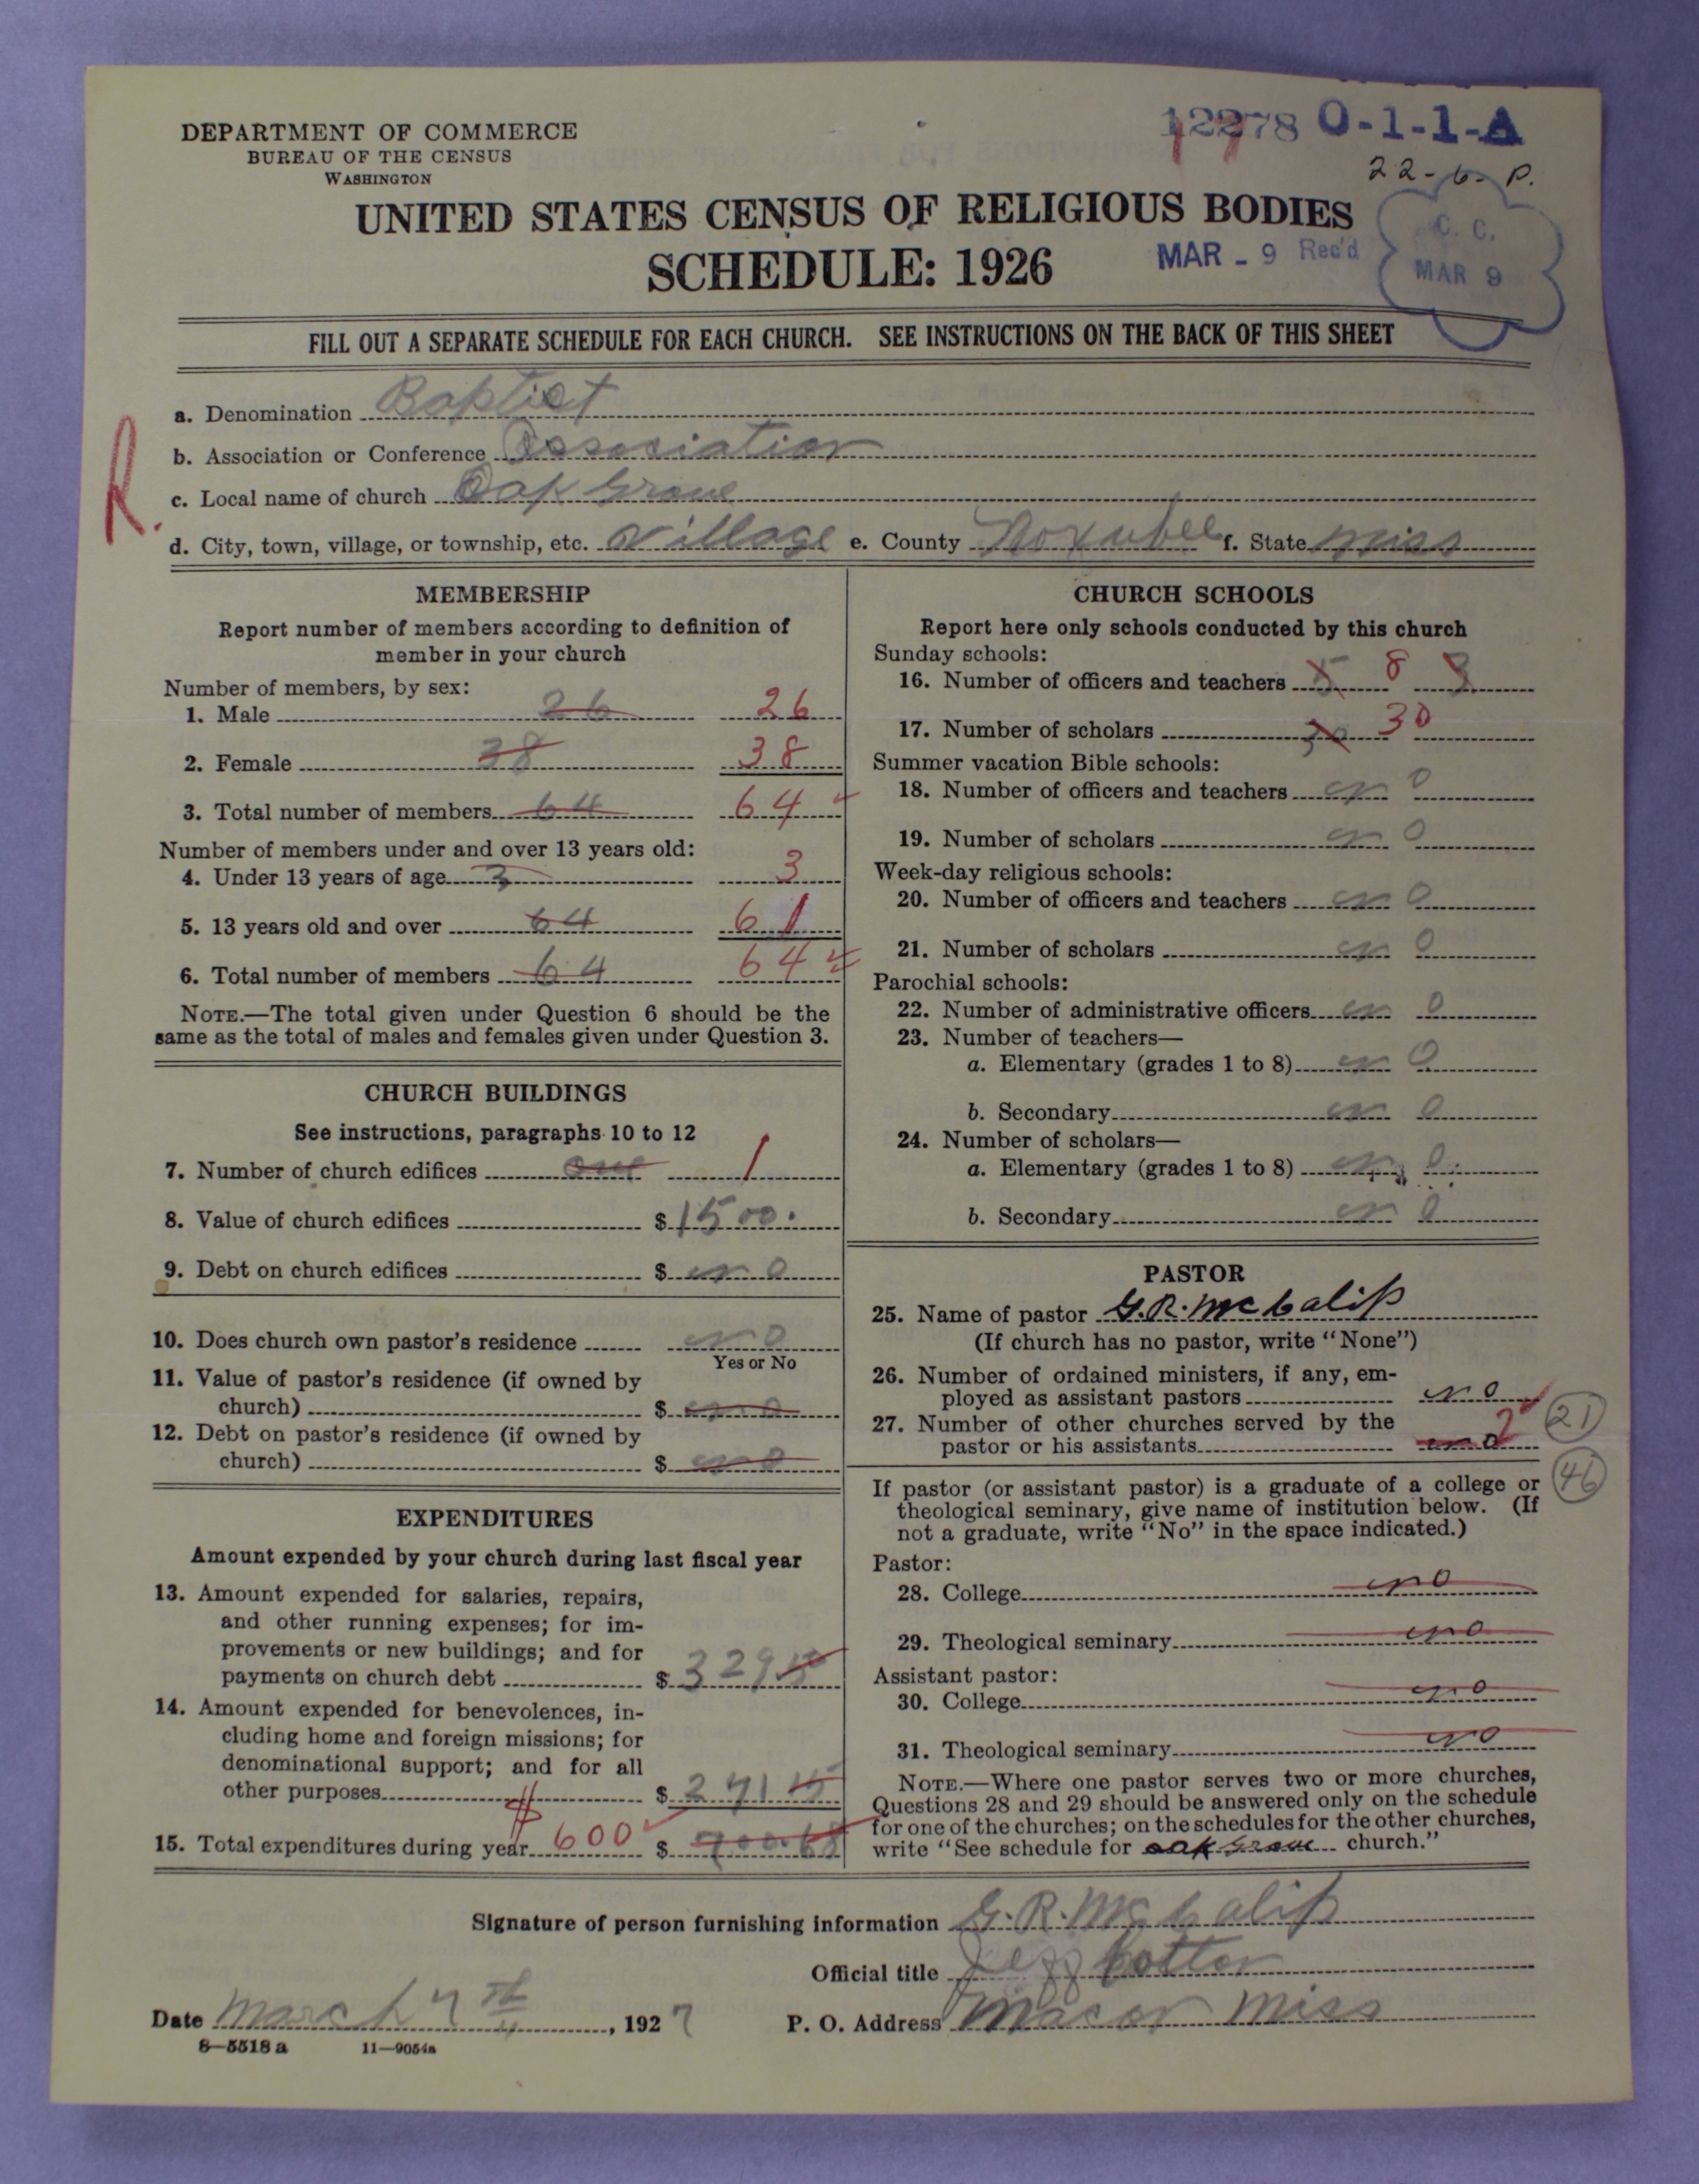 DEPARTMENT OF COMMERCE
BUREAU OF THE CENSUS
WASHINGTON
12278 0-1-1-A
22-6-P.
UNITED STATES CENSUS OF RELIGIOUS BODIES
SCHEDULE: 1926
MAR - 9 Rec'd
C. C.
MAR 9
FILL OUT A SEPARATE SCHEDULE FOR EACH CHURCH. SEE INSTRUCTIONS ON THE BACK OF THIS SHEET
R.
a. Denomination Baptist
b. Association or Conference Association
c. Local name of church Oak Grove
d. City, town, village, or township, etc. Village e. County Noxubee f. State Miss
MEMBERSHIP
Report number of members according to definition of
member in your church
Number of members, by sex:
1. Male 26 26
2. Female 38 38
3. Total number of members 64 64
Number of members under and over 13 years old:
4. Under 13 years of age 3 3
5. 13 years old and over 64 61
6. Total number of members 64 64
NOTE.—The total given under Question 6 should be the
same as the total of males and females given under Question 3.
CHURCH BUILDINGS
See instructions, paragraphs 10 to 12
7. Number of church edifices one 1
8. Value of church edifices $ 1500.
9. Debt on church edifices $ no
10. Does church own pastor's residence no
Yes or No
11. Value of pastor's residence (if owned by
church) $ no
12. Debt on pastor's residence (if owned by
church) $ no
EXPENDITURES
Amount expended by your church during last fiscal year
13. Amount expended for salaries, repairs,
and other running expenses; for im-
provements or new buildings; and for
payments on church debt $ 329
14. Amount expended for benevolences, in-
cluding home and foreign missions; for
denominational support; and for all
other purposes $ 271 15
15. Total expenditures during year $ 600 $ 700.68
CHURCH SCHOOLS
Report here only schools conducted by this church
Sunday schools:
16. Number of officers and teachers 5 8 3
17. Number of scholars 30 30
Summer vacation Bible schools:
18. Number of officers and teachers no
19. Number of scholars no
Week-day religious schools:
20. Number of officers and teachers no
21. Number of scholars no
Parochial schools:
22. Number of administrative officers no
23. Number of teachers—
a. Elementary (grades 1 to 8) no
b. Secondary no
24. Number of scholars—
a. Elementary (grades 1 to 8) no
b. Secondary no
PASTOR
25. Name of pastor G.R. McCalip
(If church has no pastor, write "None")
26. Number of ordained ministers, if any, em-
ployed as assistant pastors no
27. Number of other churches served by the
pastor or his assistants no 2
21
46
If pastor (or assistant pastor) is a graduate of a college or
theological seminary, give name of institution below. (If
not a graduate, write "No" in the space indicated.)
Pastor:
28. College no
29. Theological seminary no
Assistant pastor:
30. College no
31. Theological seminary no
NOTE.—Where one pastor serves two or more churches,
Questions 28 and 29 should be answered only on the schedule
for one of the churches; on the schedules for the other churches,
write "See schedule for oak Grove church."
Signature of person furnishing information G.R. McCalip
Official title Cotton
Date March 7th, 1927 P. O. Address Macon Miss
8—5518 a 11—9054a